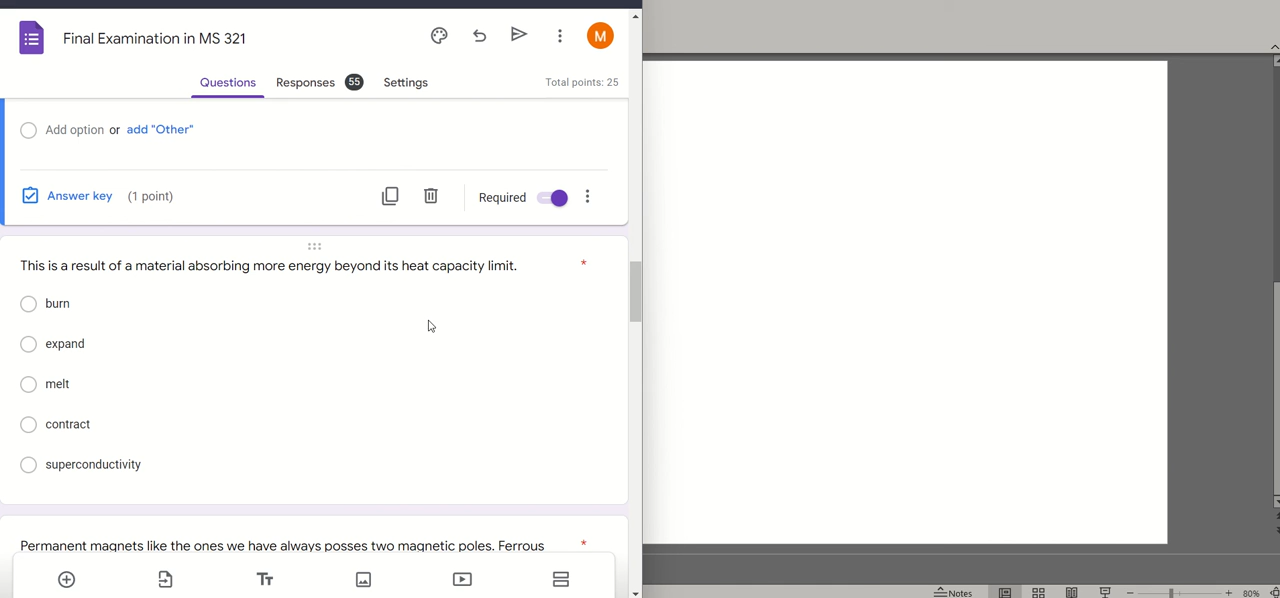 Final Examination in MS 321
M
Questions Responses 55 Settings Total points: 25
Add option or add "Other"
Answer key (1 point) Required
This is a result of a material absorbing more energy beyond its heat capacity limit. *
burn
expand
melt
contract
superconductivity
Permanent magnets like the ones we have always posses two magnetic poles. Ferrous *
Tт
Notes 80%